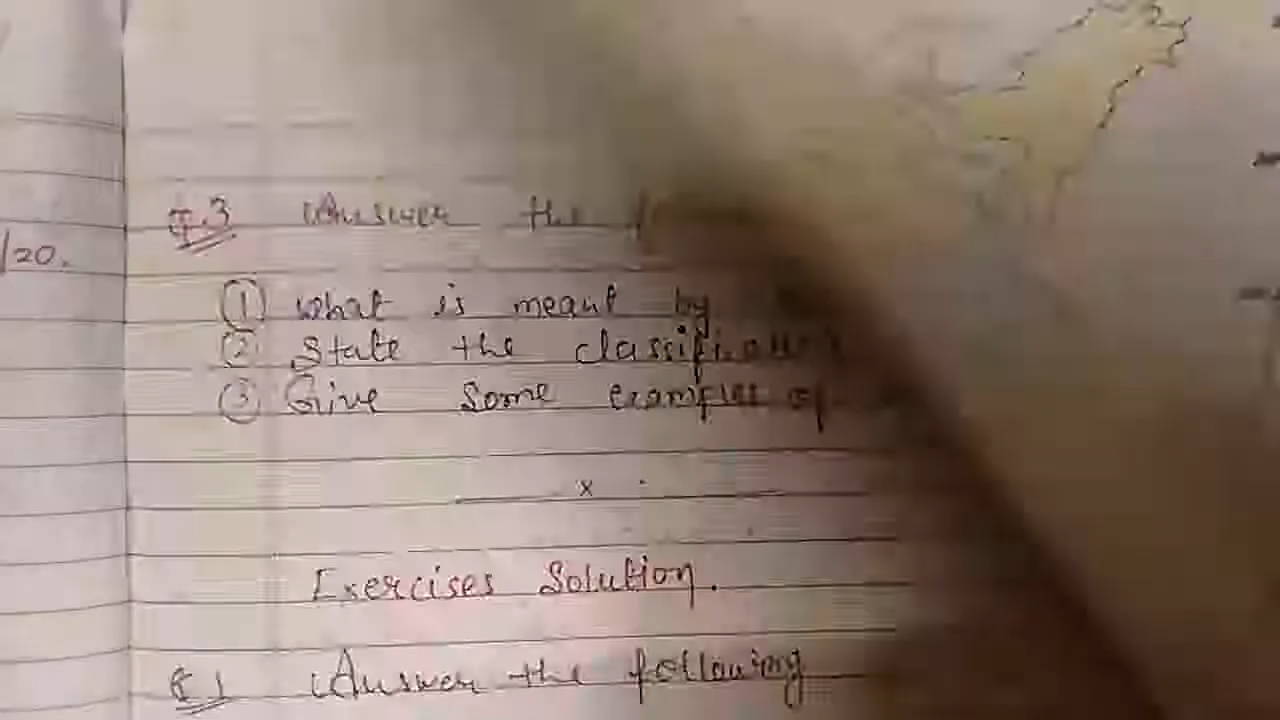 Q.3 Answer the
/20.
① What is meant by
② State the classification
③ Give some examples of
x
Exercises Solution.
Q1 Answer the following